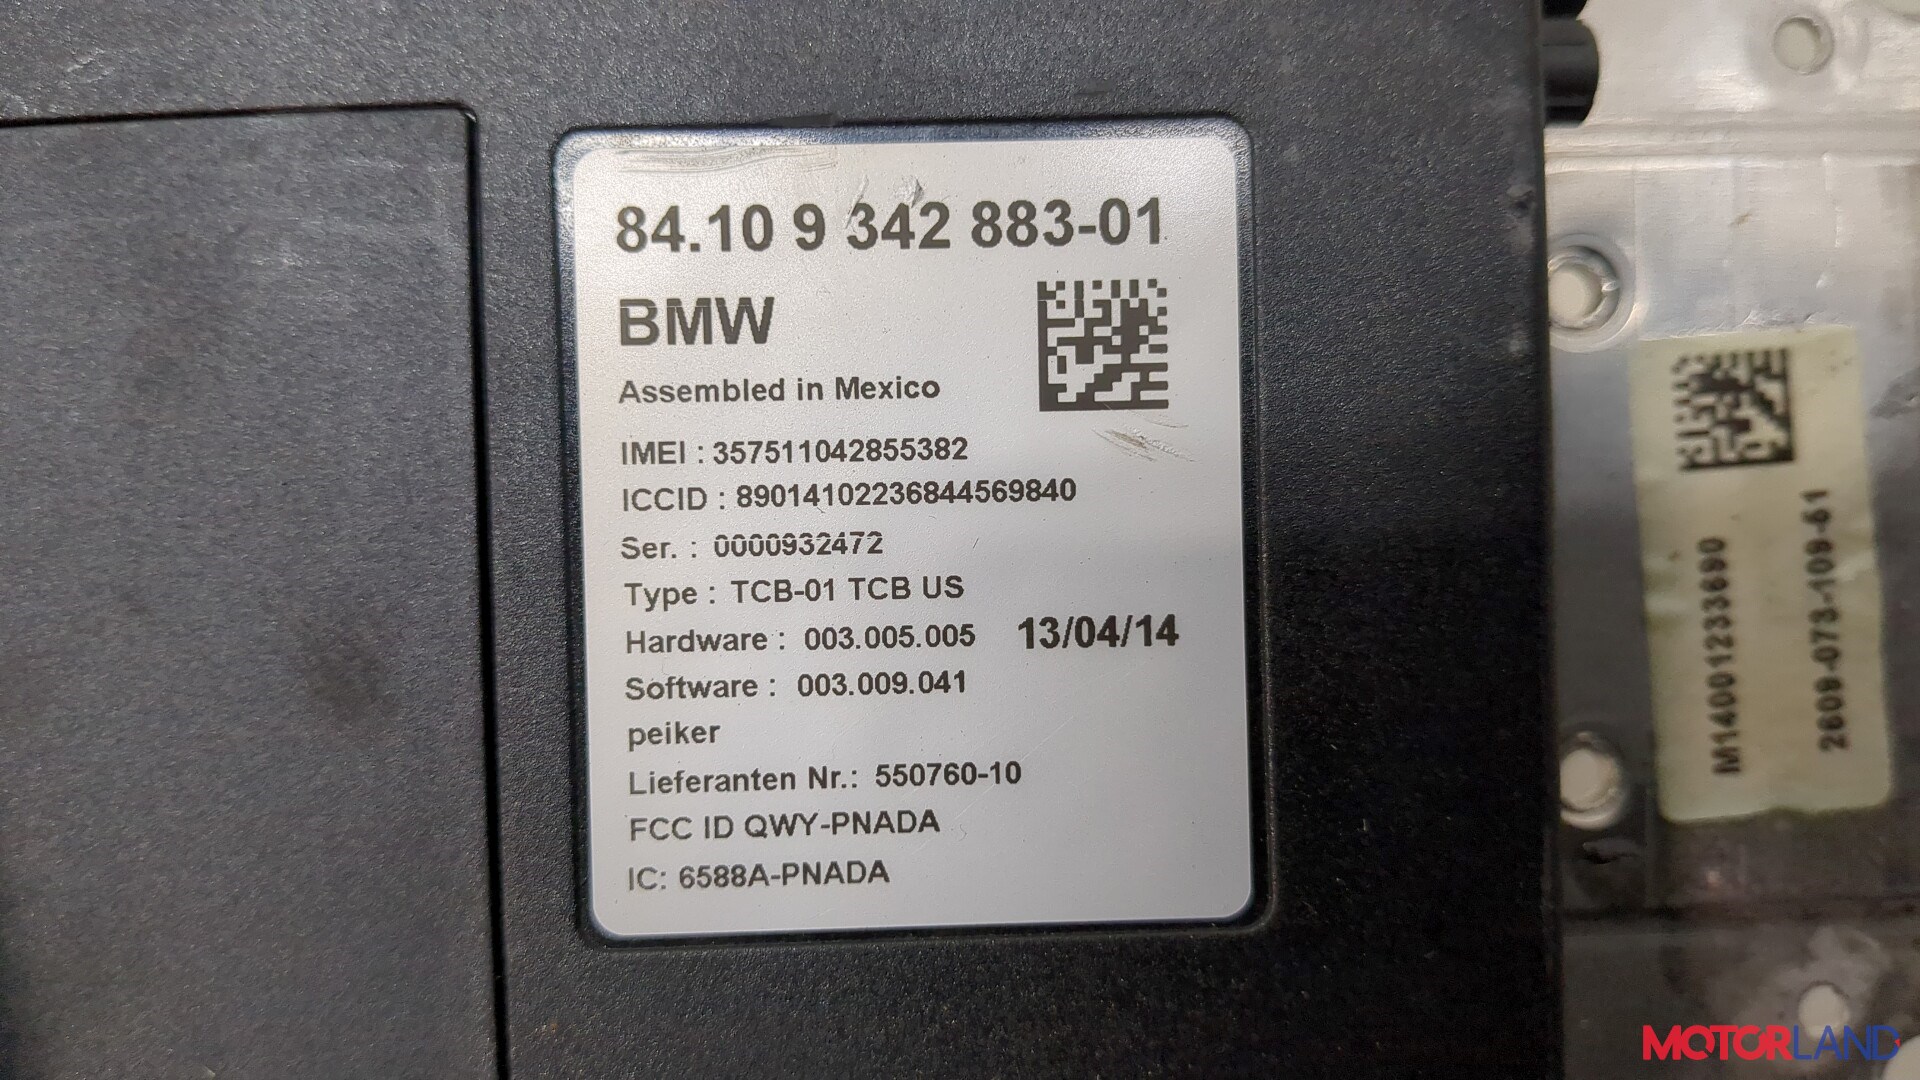 84.10 9 342 883-01
BMW
Assembled in Mexico
IMEI : 357511042855382
ICCID : 89014102236844569840
Ser. : 0000932472
Type : TCB-01 TCB US
Hardware : 003.005.005 13/04/14
Software : 003.009.041
peiker
Lieferanten Nr.: 550760-10
FCC ID QWY-PNADA
IC: 6588A-PNADA
M14001233690
2609-073-109-61
MOTORLAND